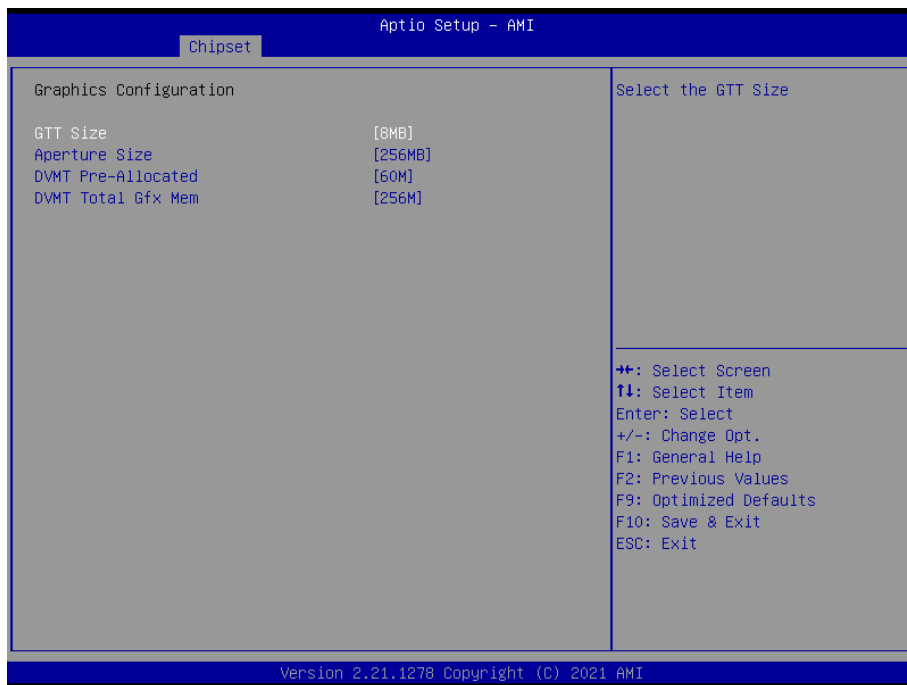 Aptio Setup – AMI
Chipset
Graphics Configuration
GTT Size [8MB]
Aperture Size [256MB]
DVMT Pre-Allocated [60M]
DVMT Total Gfx Mem [256M]
Select the GTT Size
→←: Select Screen
↑↓: Select Item
Enter: Select
+/-: Change Opt.
F1: General Help
F2: Previous Values
F9: Optimized Defaults
F10: Save & Exit
ESC: Exit
Version 2.21.1278 Copyright (C) 2021 AMI